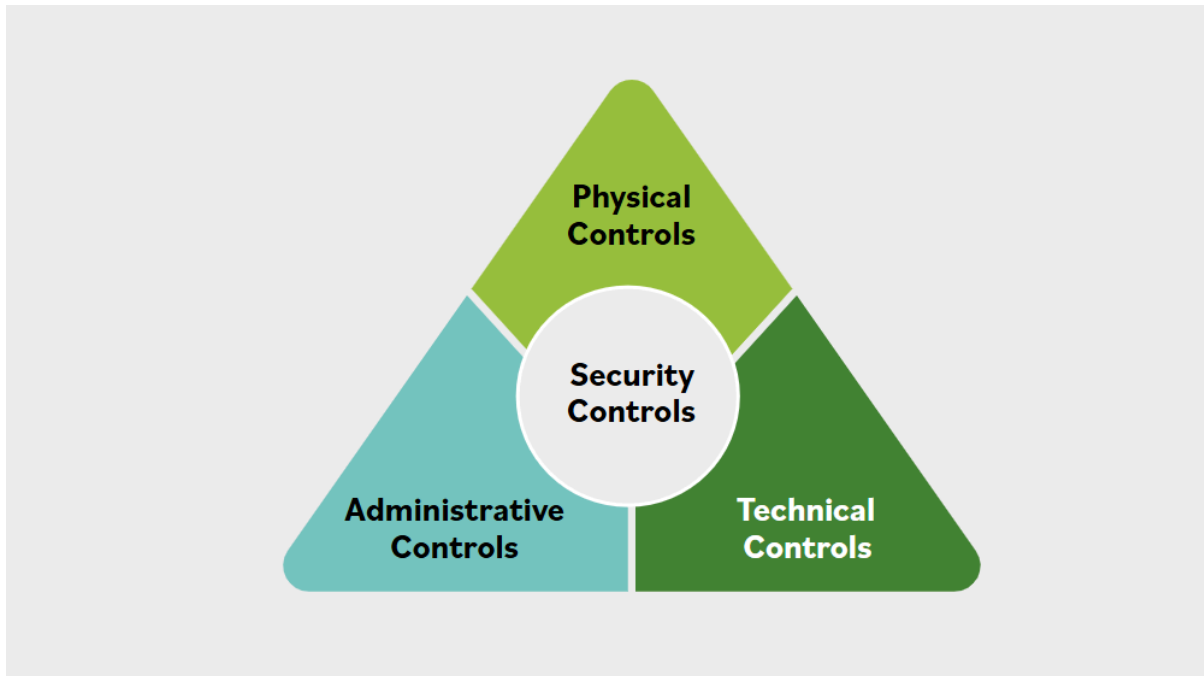 Physical
Controls
Security
Controls
Administrative
Controls
Technical
Controls